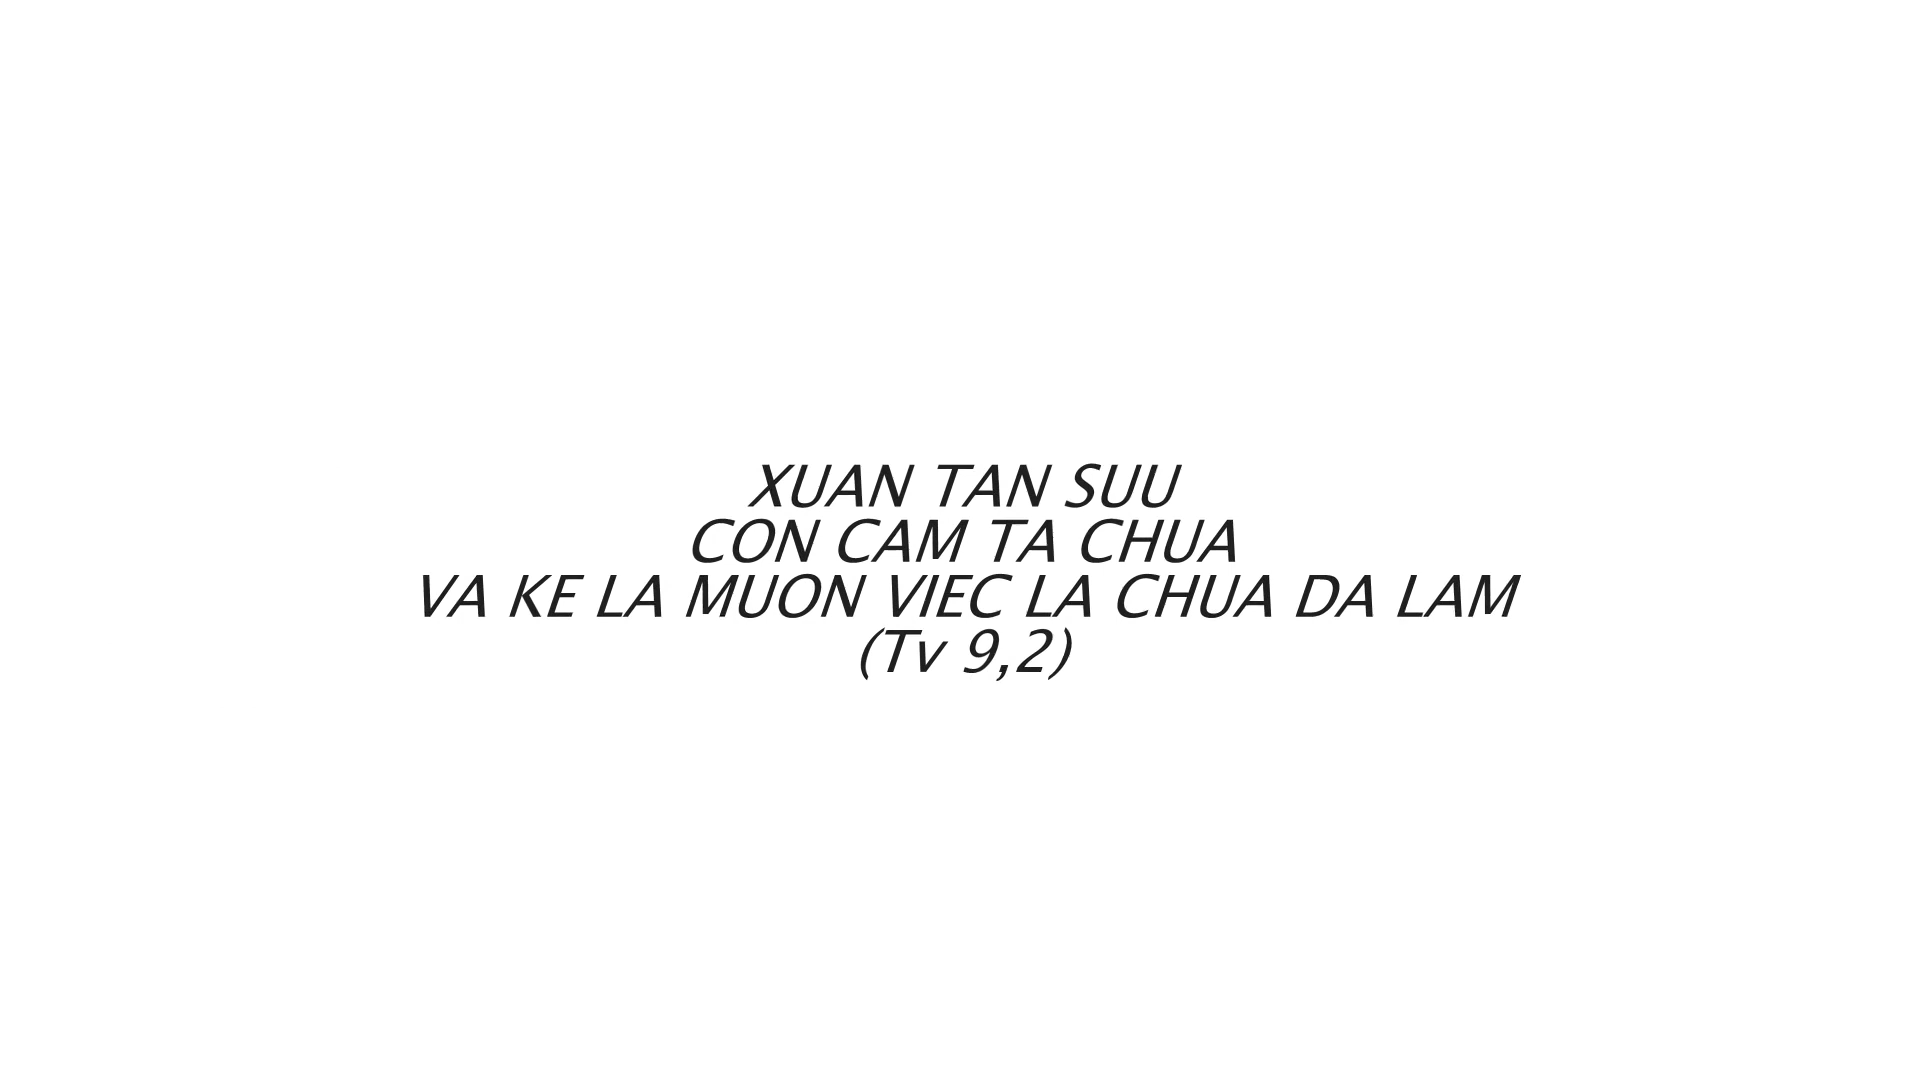 XUAN TAN SUU
CON CAM TA CHUA
VA KE LA MUON VIEC LA CHUA DA LAM
(Tv 9,2)